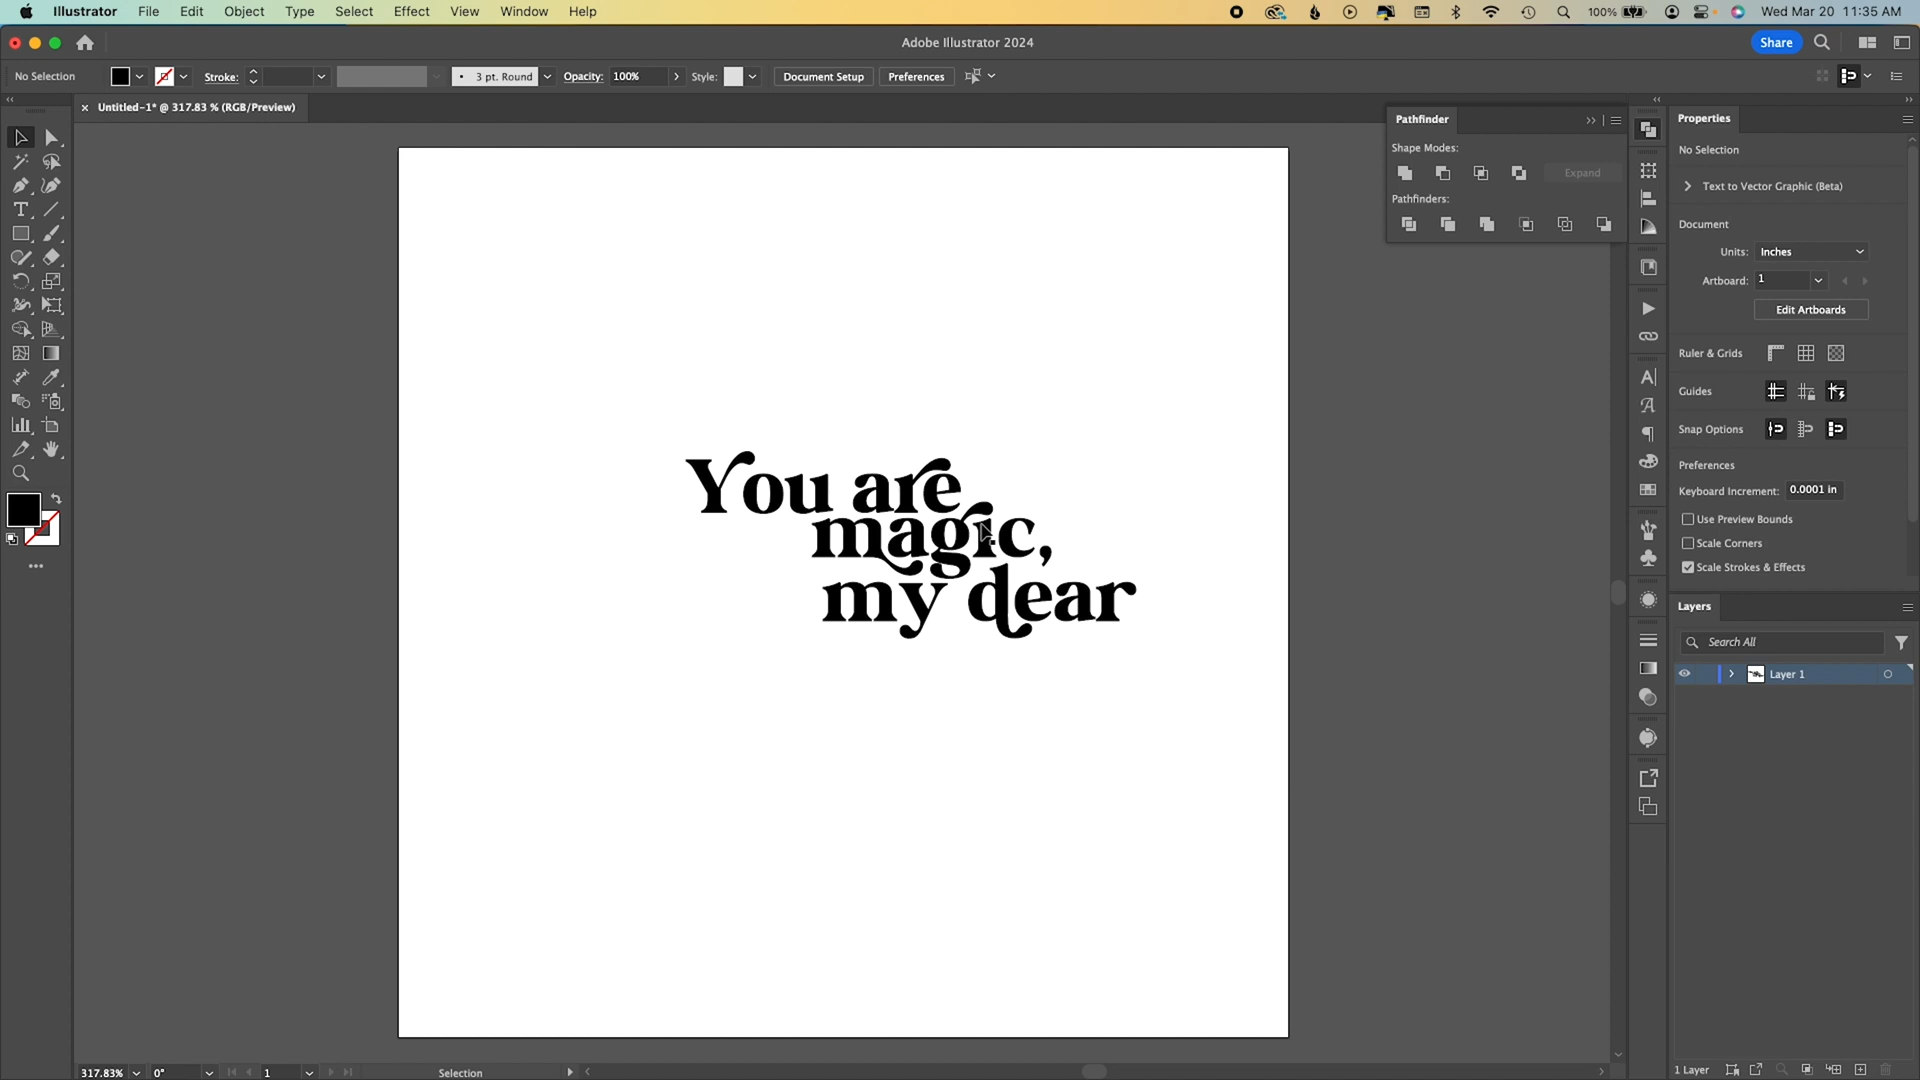 Illustrator File Edit Object Type Select Effect View Window Help 100% Wed Mar 20 11:35 AM
Adobe Illustrator 2024 Share
No Selection Stroke: 3 pt. Round Opacity: 100% Style: Document Setup Preferences
Untitled-1* @ 317.83 % (RGB/Preview)
Pathfinder
Shape Modes:
Expand
Pathfinders:
Properties
No Selection
Text to Vector Graphic (Beta)
Document
Units: Inches
Artboard: 1
Edit Artboards
Ruler & Grids
Guides
Snap Options
Preferences
Keyboard Increment: 0.0001 in
Use Preview Bounds
Scale Corners
Scale Strokes & Effects
You are
magic,
my dear
Layers
Search All
Layer 1
317.83% 0° 1 Selection
1 Layer